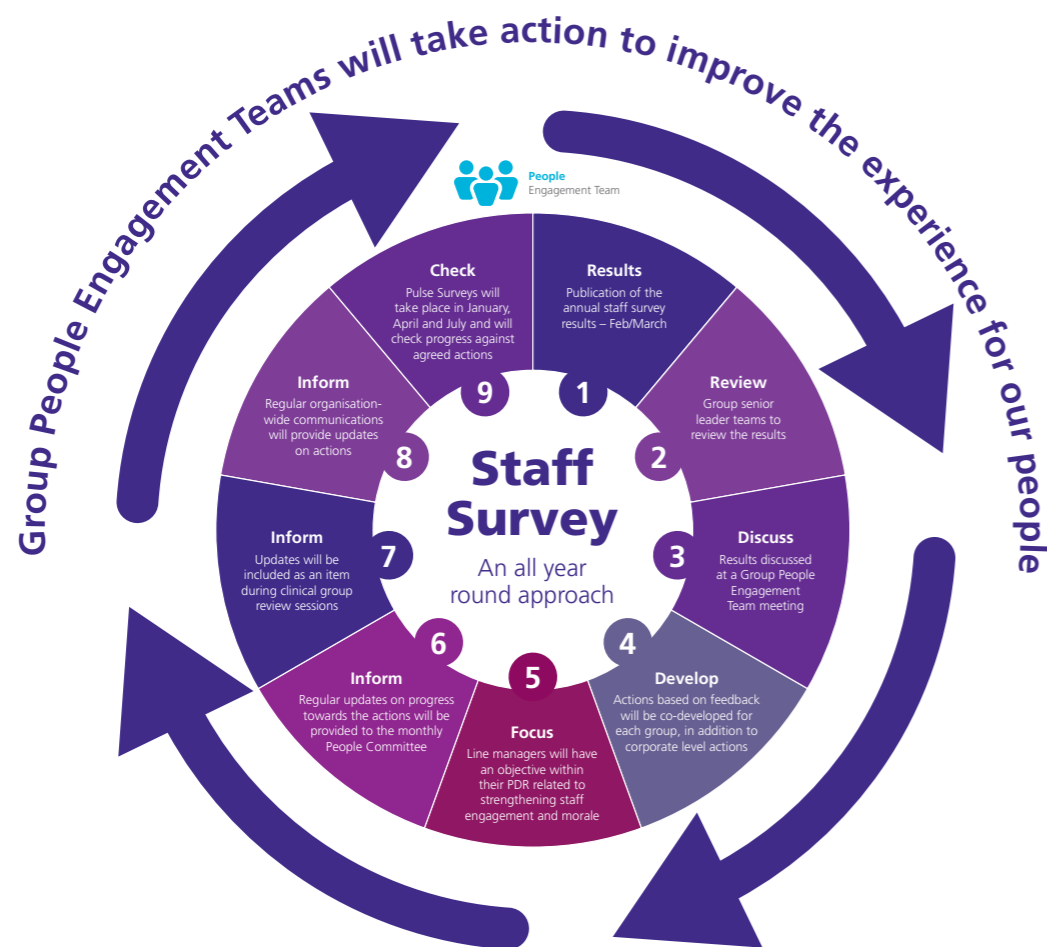 Group People Engagement Teams will take action to improve the experience for our people
People
Engagement Team
Staff
Survey
An all year
round approach
1
Results
Publication of the
annual staff survey
results – Feb/March
2
Review
Group senior
leader teams to
review the results
3
Discuss
Results discussed
at a Group People
Engagement
Team meeting
4
Develop
Actions based on feedback
will be co-developed for
each group, in addition to
corporate level actions
5
Focus
Line managers will have
an objective within
their PDR related to
strengthening staff
engagement and morale
6
Inform
Regular updates on progress
towards the actions will be
provided to the monthly
People Committee
7
Inform
Updates will be
included as an item
during clinical group
review sessions
8
Inform
Regular organisation-
wide communications
will provide updates
on actions
9
Check
Pulse Surveys will
take place in January,
April and July and will
check progress against
agreed actions